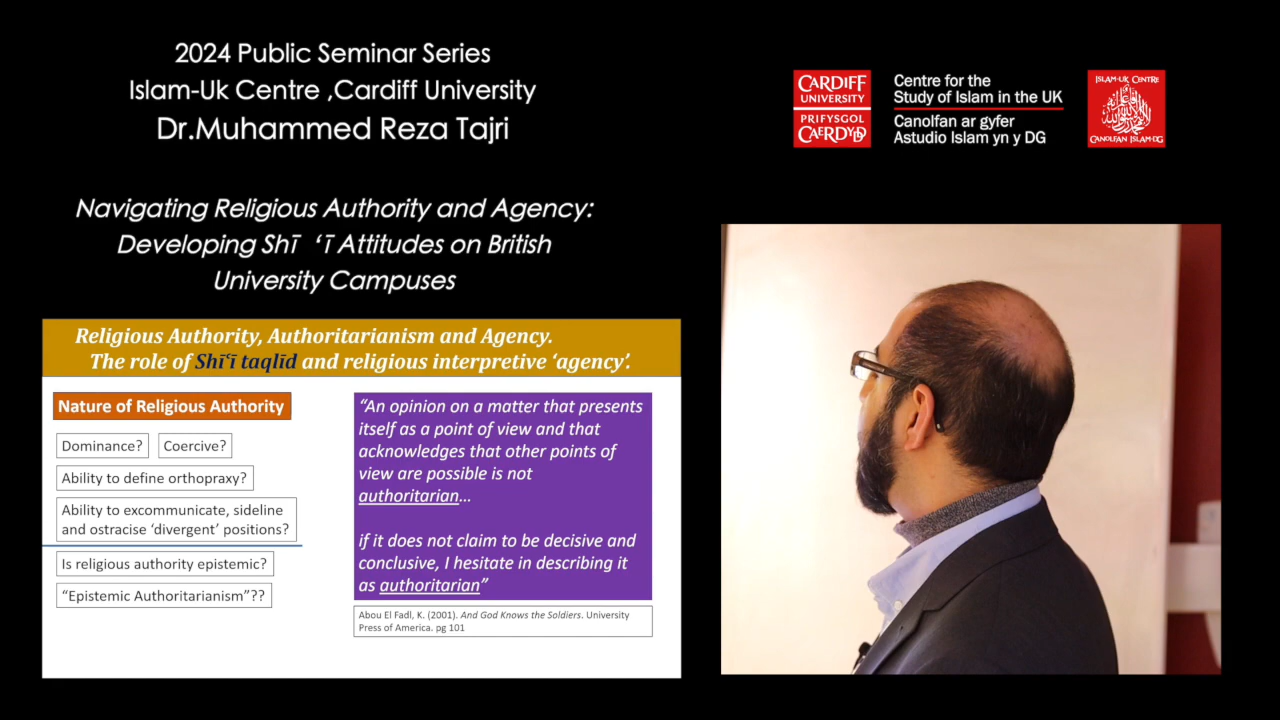 2024 Public Seminar Series
Islam-Uk Centre ,Cardiff University
Dr.Muhammed Reza Tajri
Navigating Religious Authority and Agency:
Developing Shī ʻī Attitudes on British
University Campuses
CARDIFF
UNIVERSITY
PRIFYSGOL
CAERDYDD
Centre for the
Study of Islam in the UK
Canolfan ar gyfer
Astudio Islam yn y DG
ISLAM-UK CENTRE
CANOLFAN ISLAM-DG
Religious Authority, Authoritarianism and Agency.
The role of Shīʿī taqlīd and religious interpretive ‘agency’.
Nature of Religious Authority
Dominance?
Coercive?
Ability to define orthopraxy?
Ability to excommunicate, sideline
and ostracise ‘divergent’ positions?
Is religious authority epistemic?
“Epistemic Authoritarianism”??
“An opinion on a matter that presents
itself as a point of view and that
acknowledges that other points of
view are possible is not
authoritarian…
if it does not claim to be decisive and
conclusive, I hesitate in describing it
as authoritarian”
Abou El Fadl, K. (2001). And God Knows the Soldiers. University
Press of America. pg 101